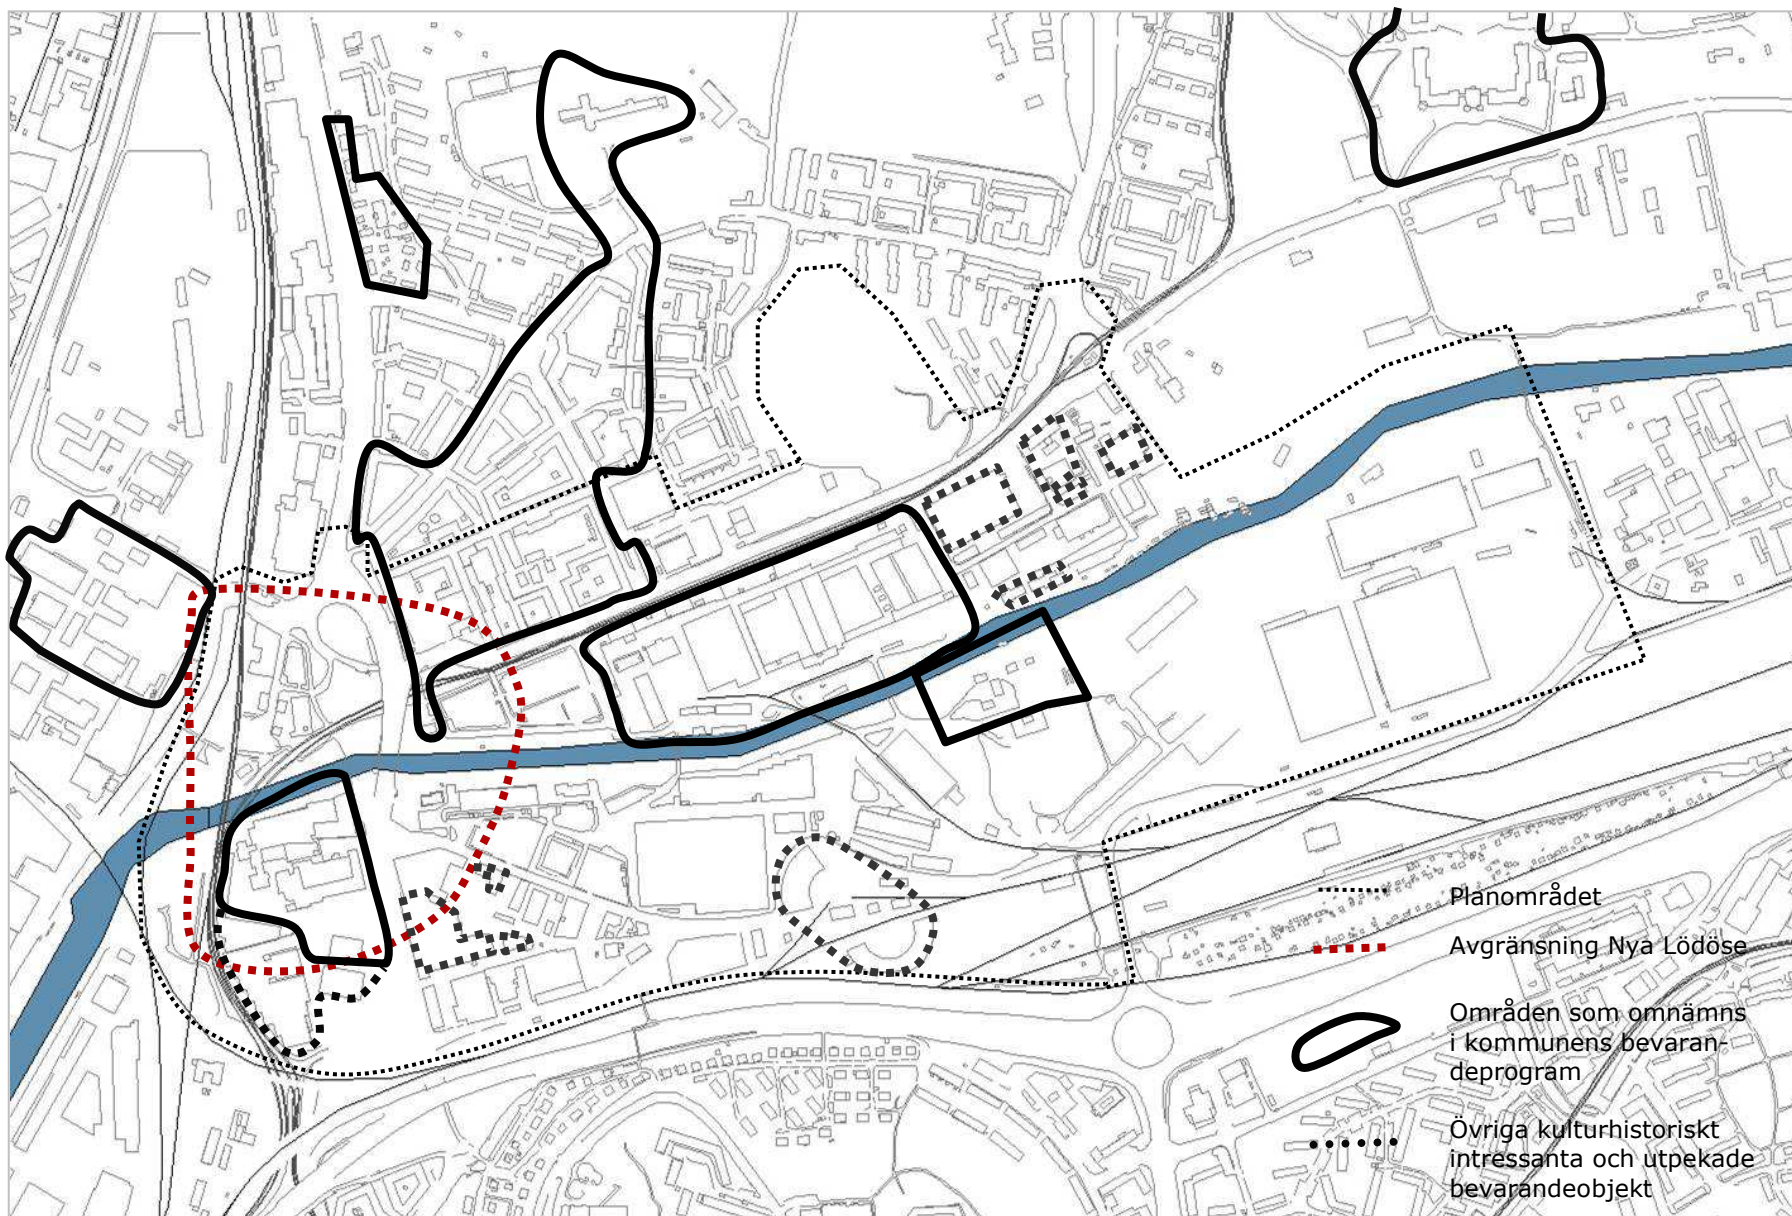 Planområdet
Avgränsning Nya Lödöse
Områden som omnämns
i kommunens bevaran-
deprogram
Övriga kulturhistoriskt
intressanta och utpekade
bevarandeobjekt